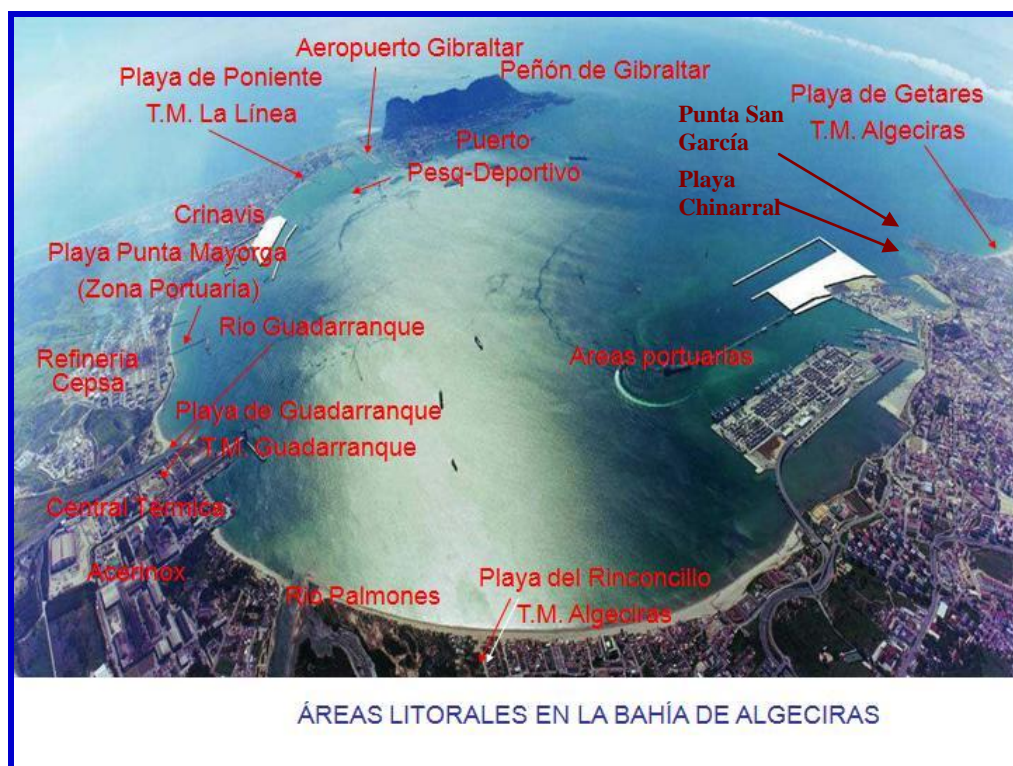 Aeropuerto Gibraltar
Peñón de Gibraltar
Playa de Poniente
T.M. La Línea
Playa de Getares
T.M. Algeciras
Punta San
García
Puerto
Pesq-Deportivo
Playa
Chinarral
Crinavis
Playa Punta Mayorga
(Zona Portuaria)
Rio Guadarranque
Refinería
Cepsa
Areas portuarias
Playa de Guadarranque
T.M. Guadarranque
Central Térmica
Acerinox
Rio Palmones
Playa del Rinconcillo
T.M. Algeciras
ÁREAS LITORALES EN LA BAHÍA DE ALGECIRAS